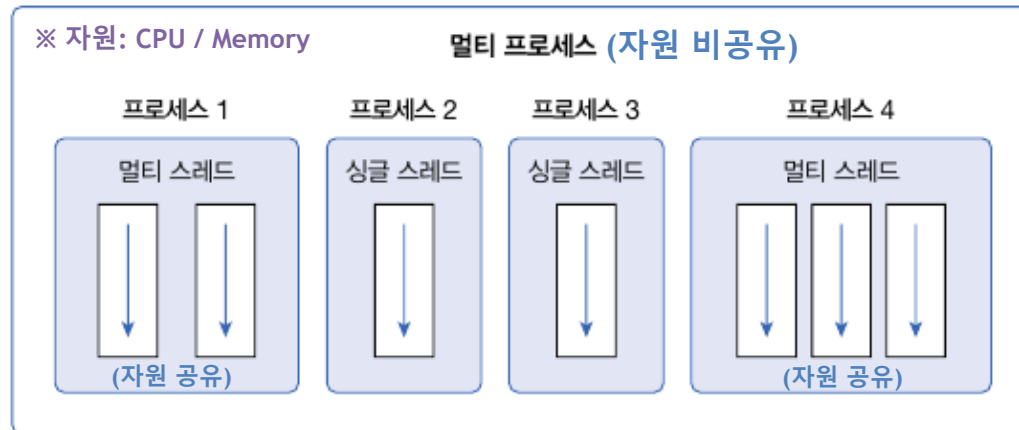 ※ 자원: CPU / Memory
멀티 프로세스 (자원 비공유)
프로세스 1
프로세스 2
프로세스 3
프로세스 4
멀티 스레드
싱글 스레드
싱글 스레드
멀티 스레드
(자원 공유)
(자원 공유)